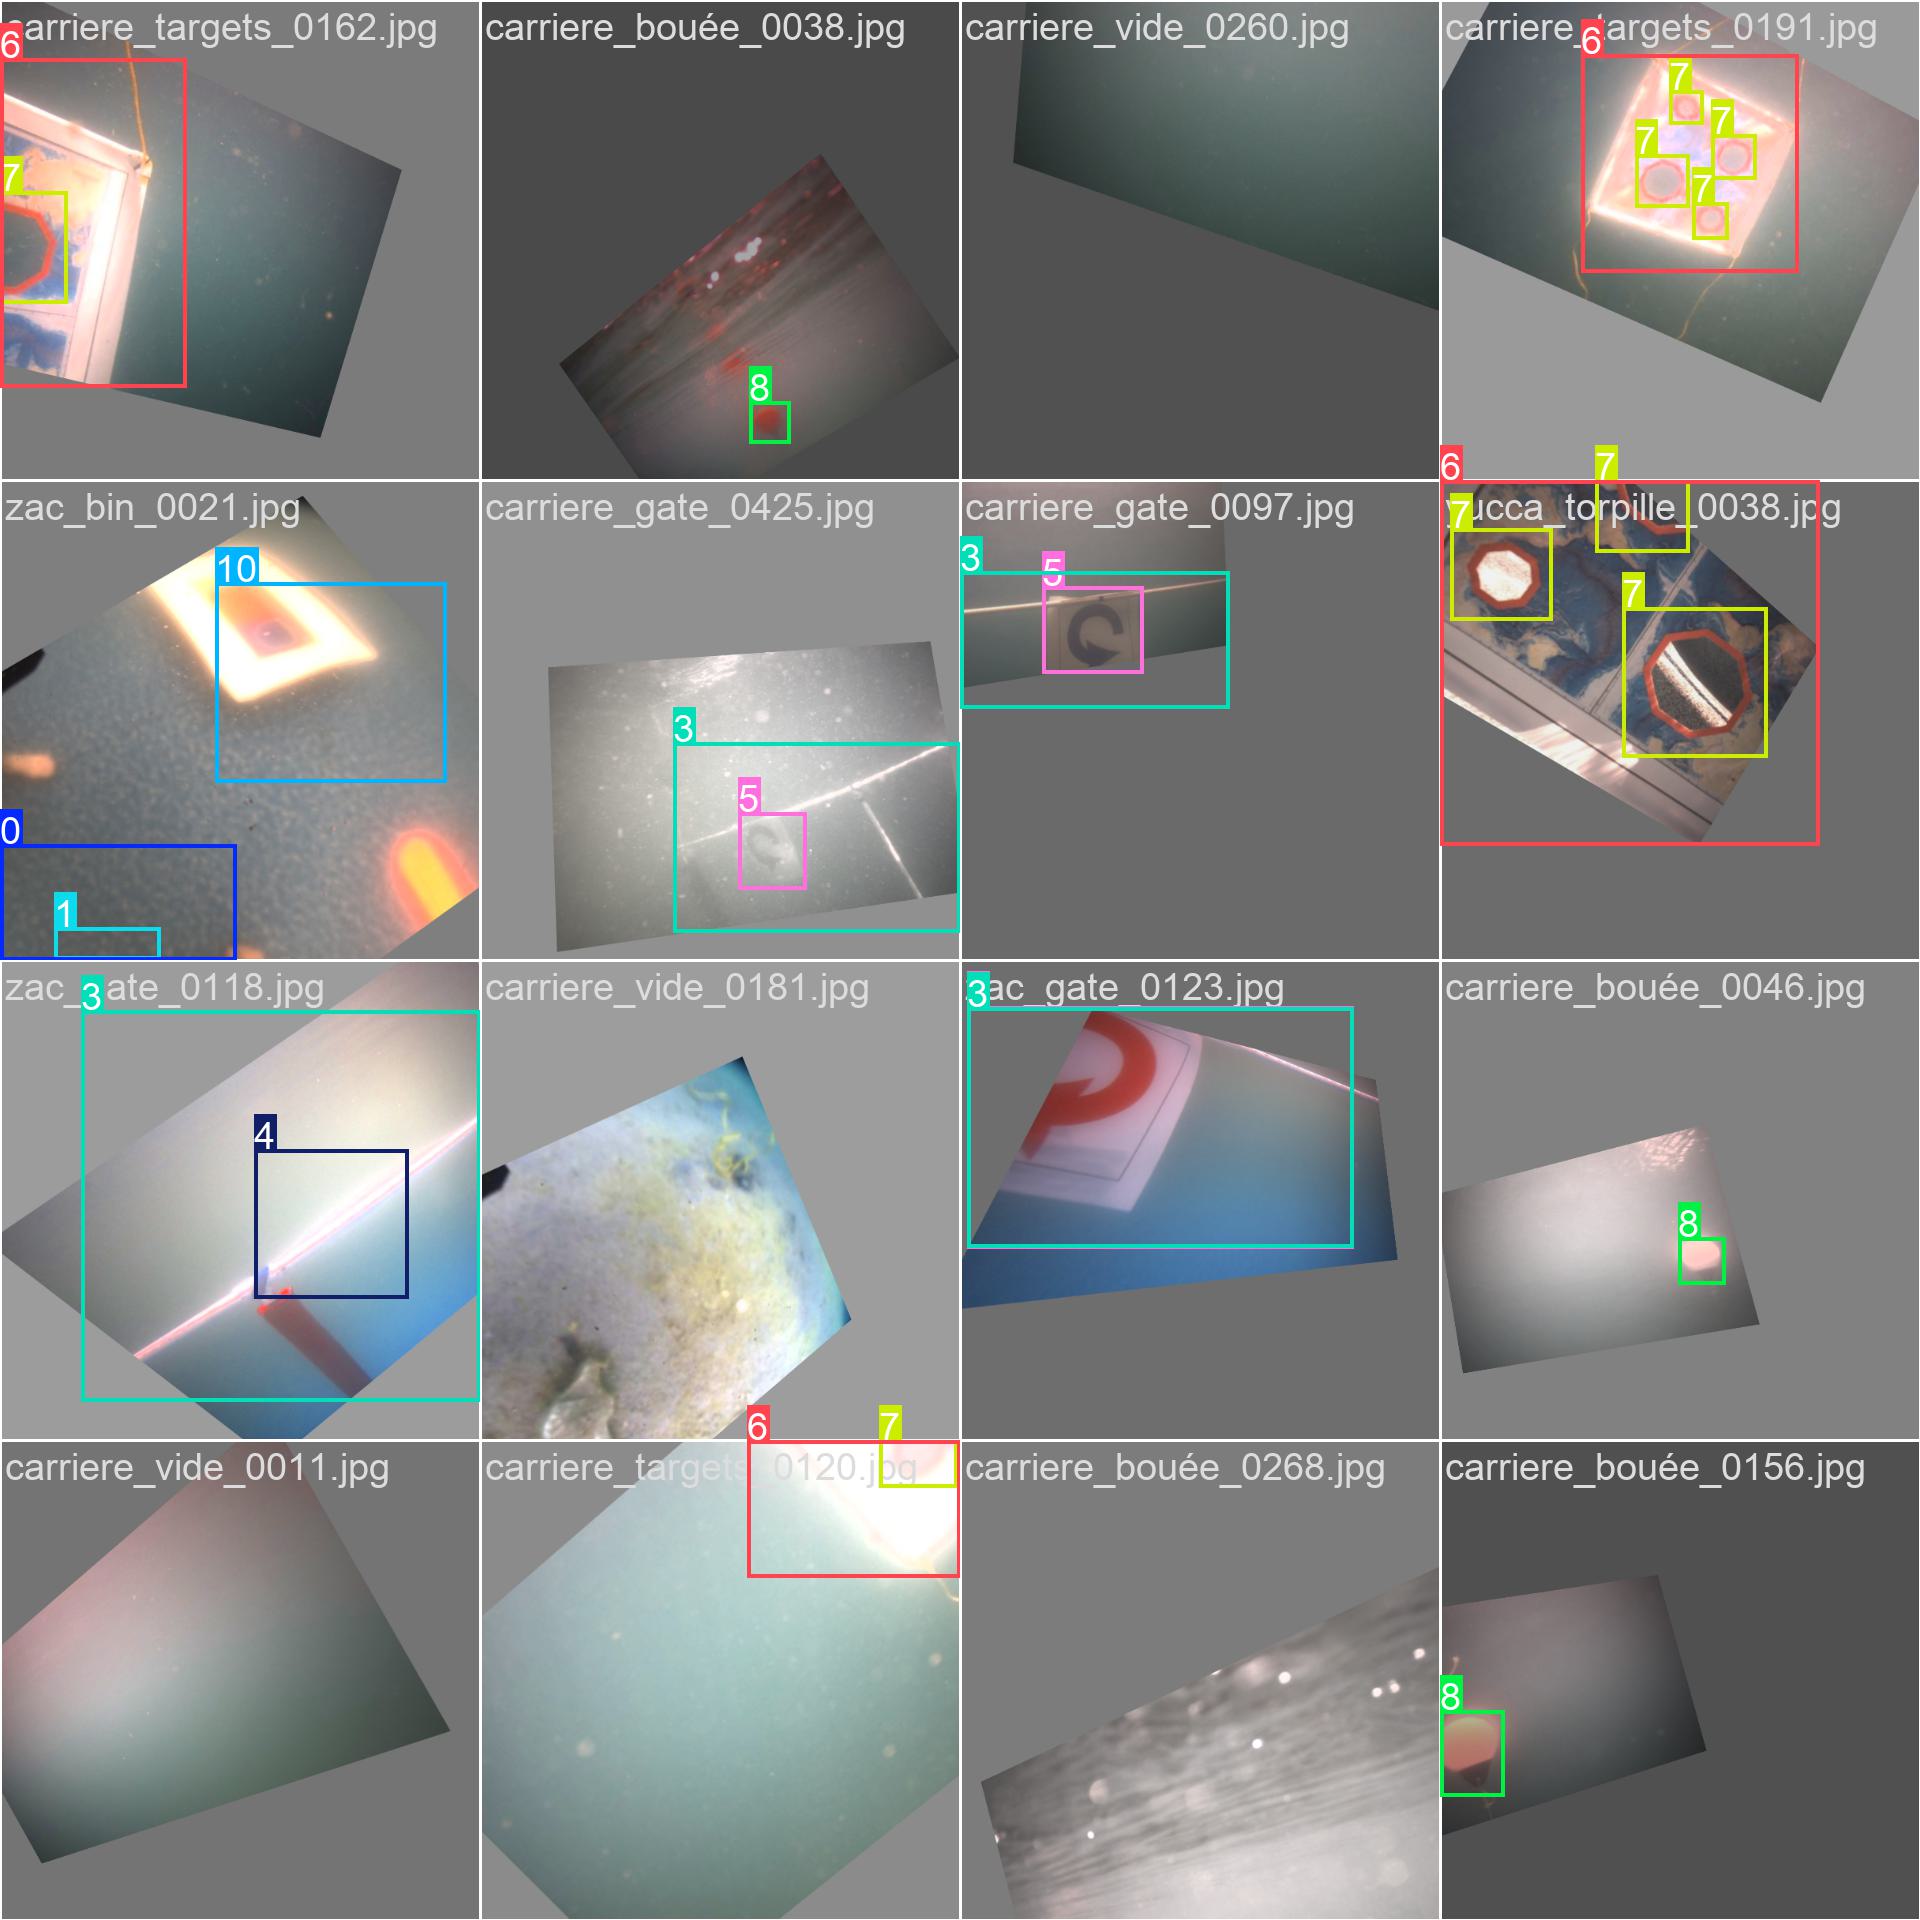 carriere_targets_0162.jpg
6
7
carriere_bouée_0038.jpg
8
carriere_vide_0260.jpg
carriere_targets_0191.jpg
6
7
7
7
7
zac_bin_0021.jpg
10
0
1
carriere_gate_0425.jpg
3
5
carriere_gate_0097.jpg
3
5
yucca_torpille_0038.jpg
6
7
7
7
zac_gate_0118.jpg
3
4
carriere_vide_0181.jpg
zac_gate_0123.jpg
3
carriere_bouée_0046.jpg
8
carriere_vide_0011.jpg
carriere_targets_0120.jpg
6
7
carriere_bouée_0268.jpg
carriere_bouée_0156.jpg
8